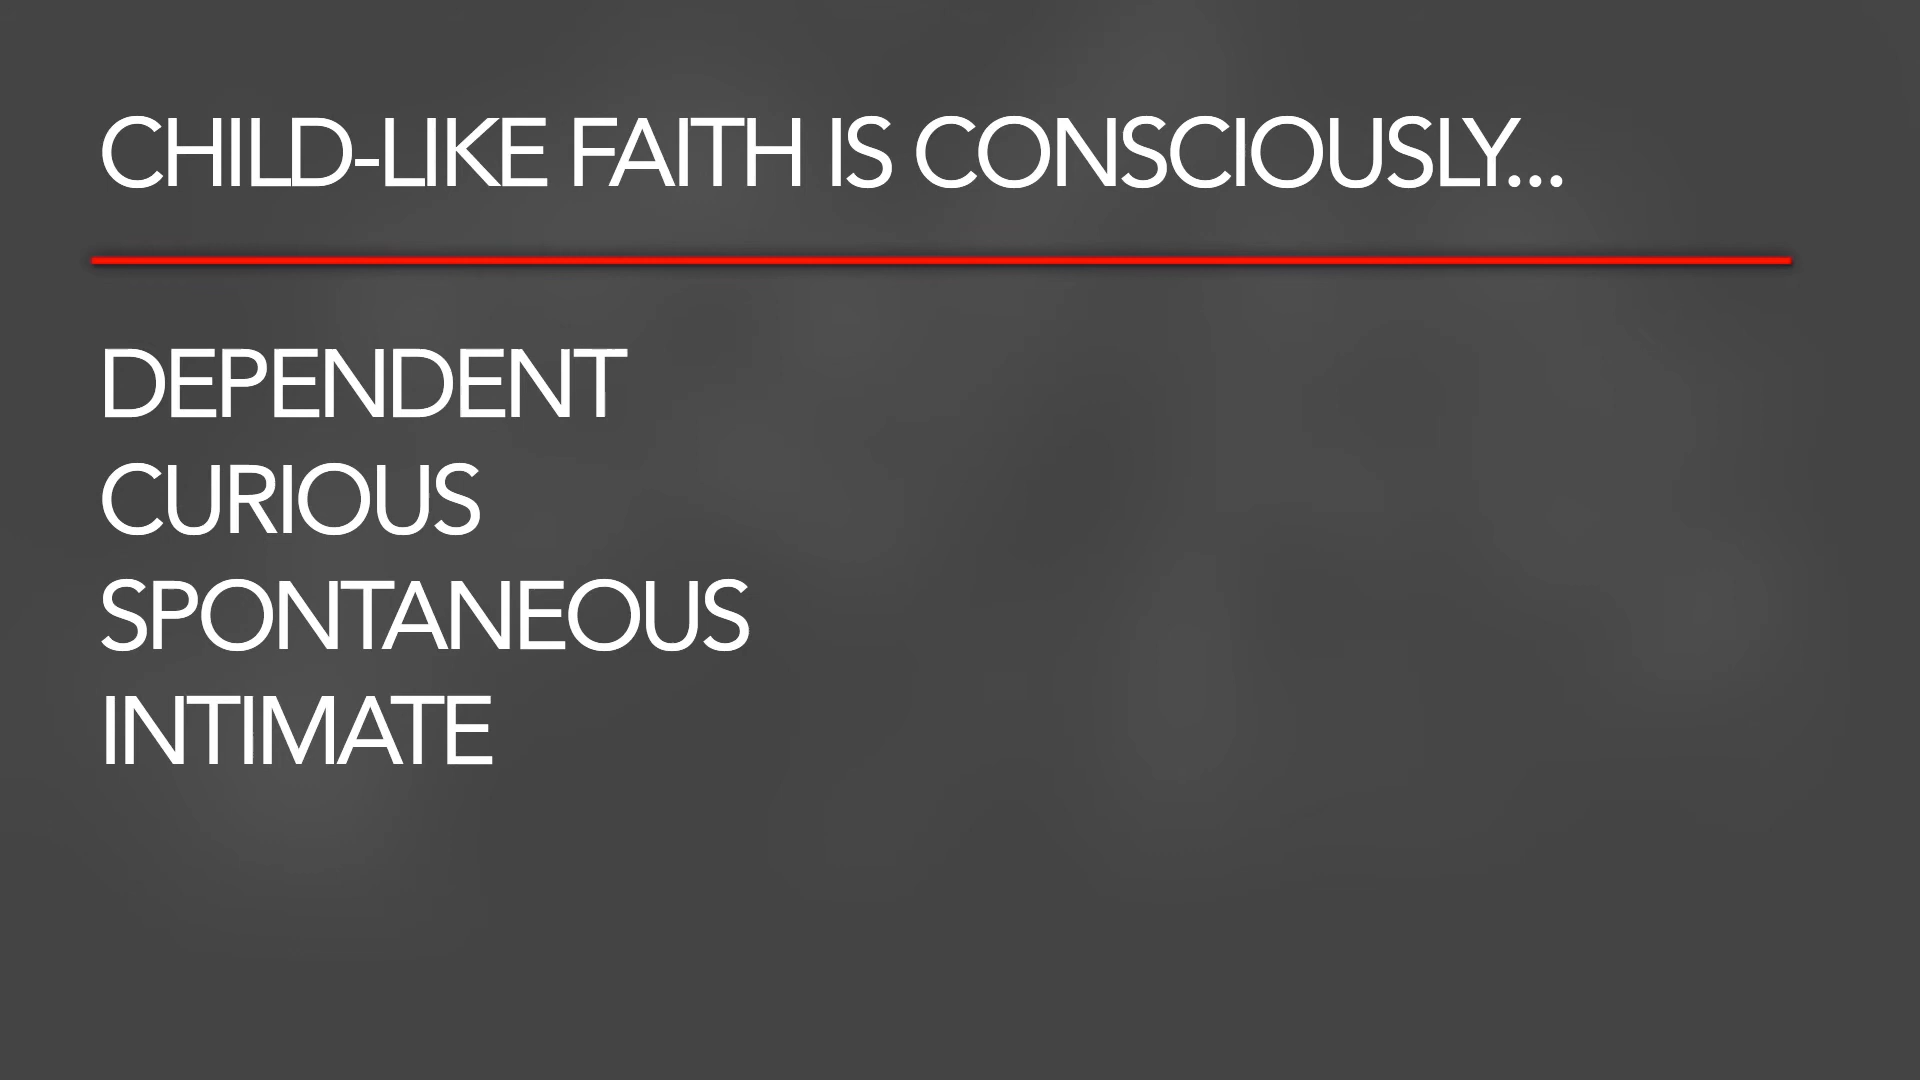 CHILD-LIKE FAITH IS CONSCIOUSLY...
DEPENDENT
CURIOUS
SPONTANEOUS
INTIMATE